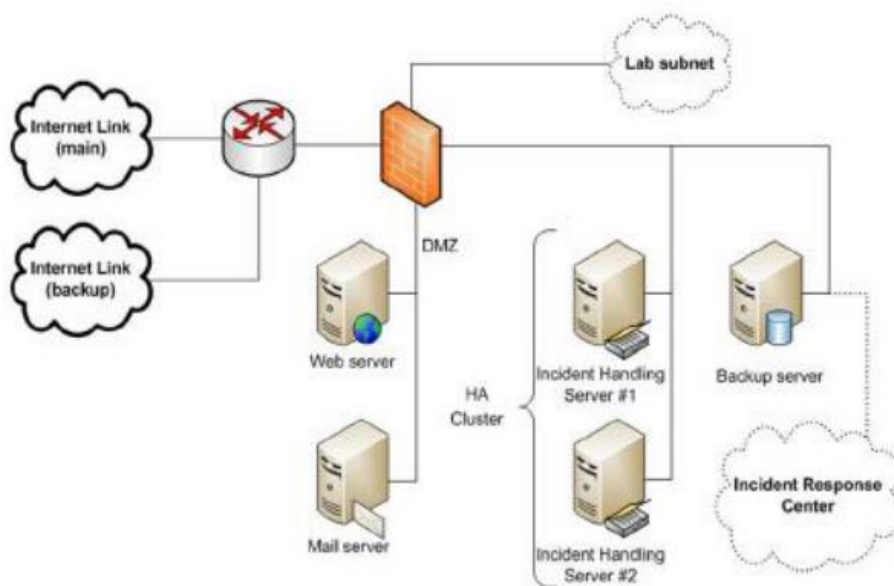 Lab subnet
Internet Link
(main)
Internet Link
(backup)
DMZ
Web server
HA
Cluster
Incident Handling
Server #1
Backup server
Mail server
Incident Handling
Server #2
Incident Response
Center